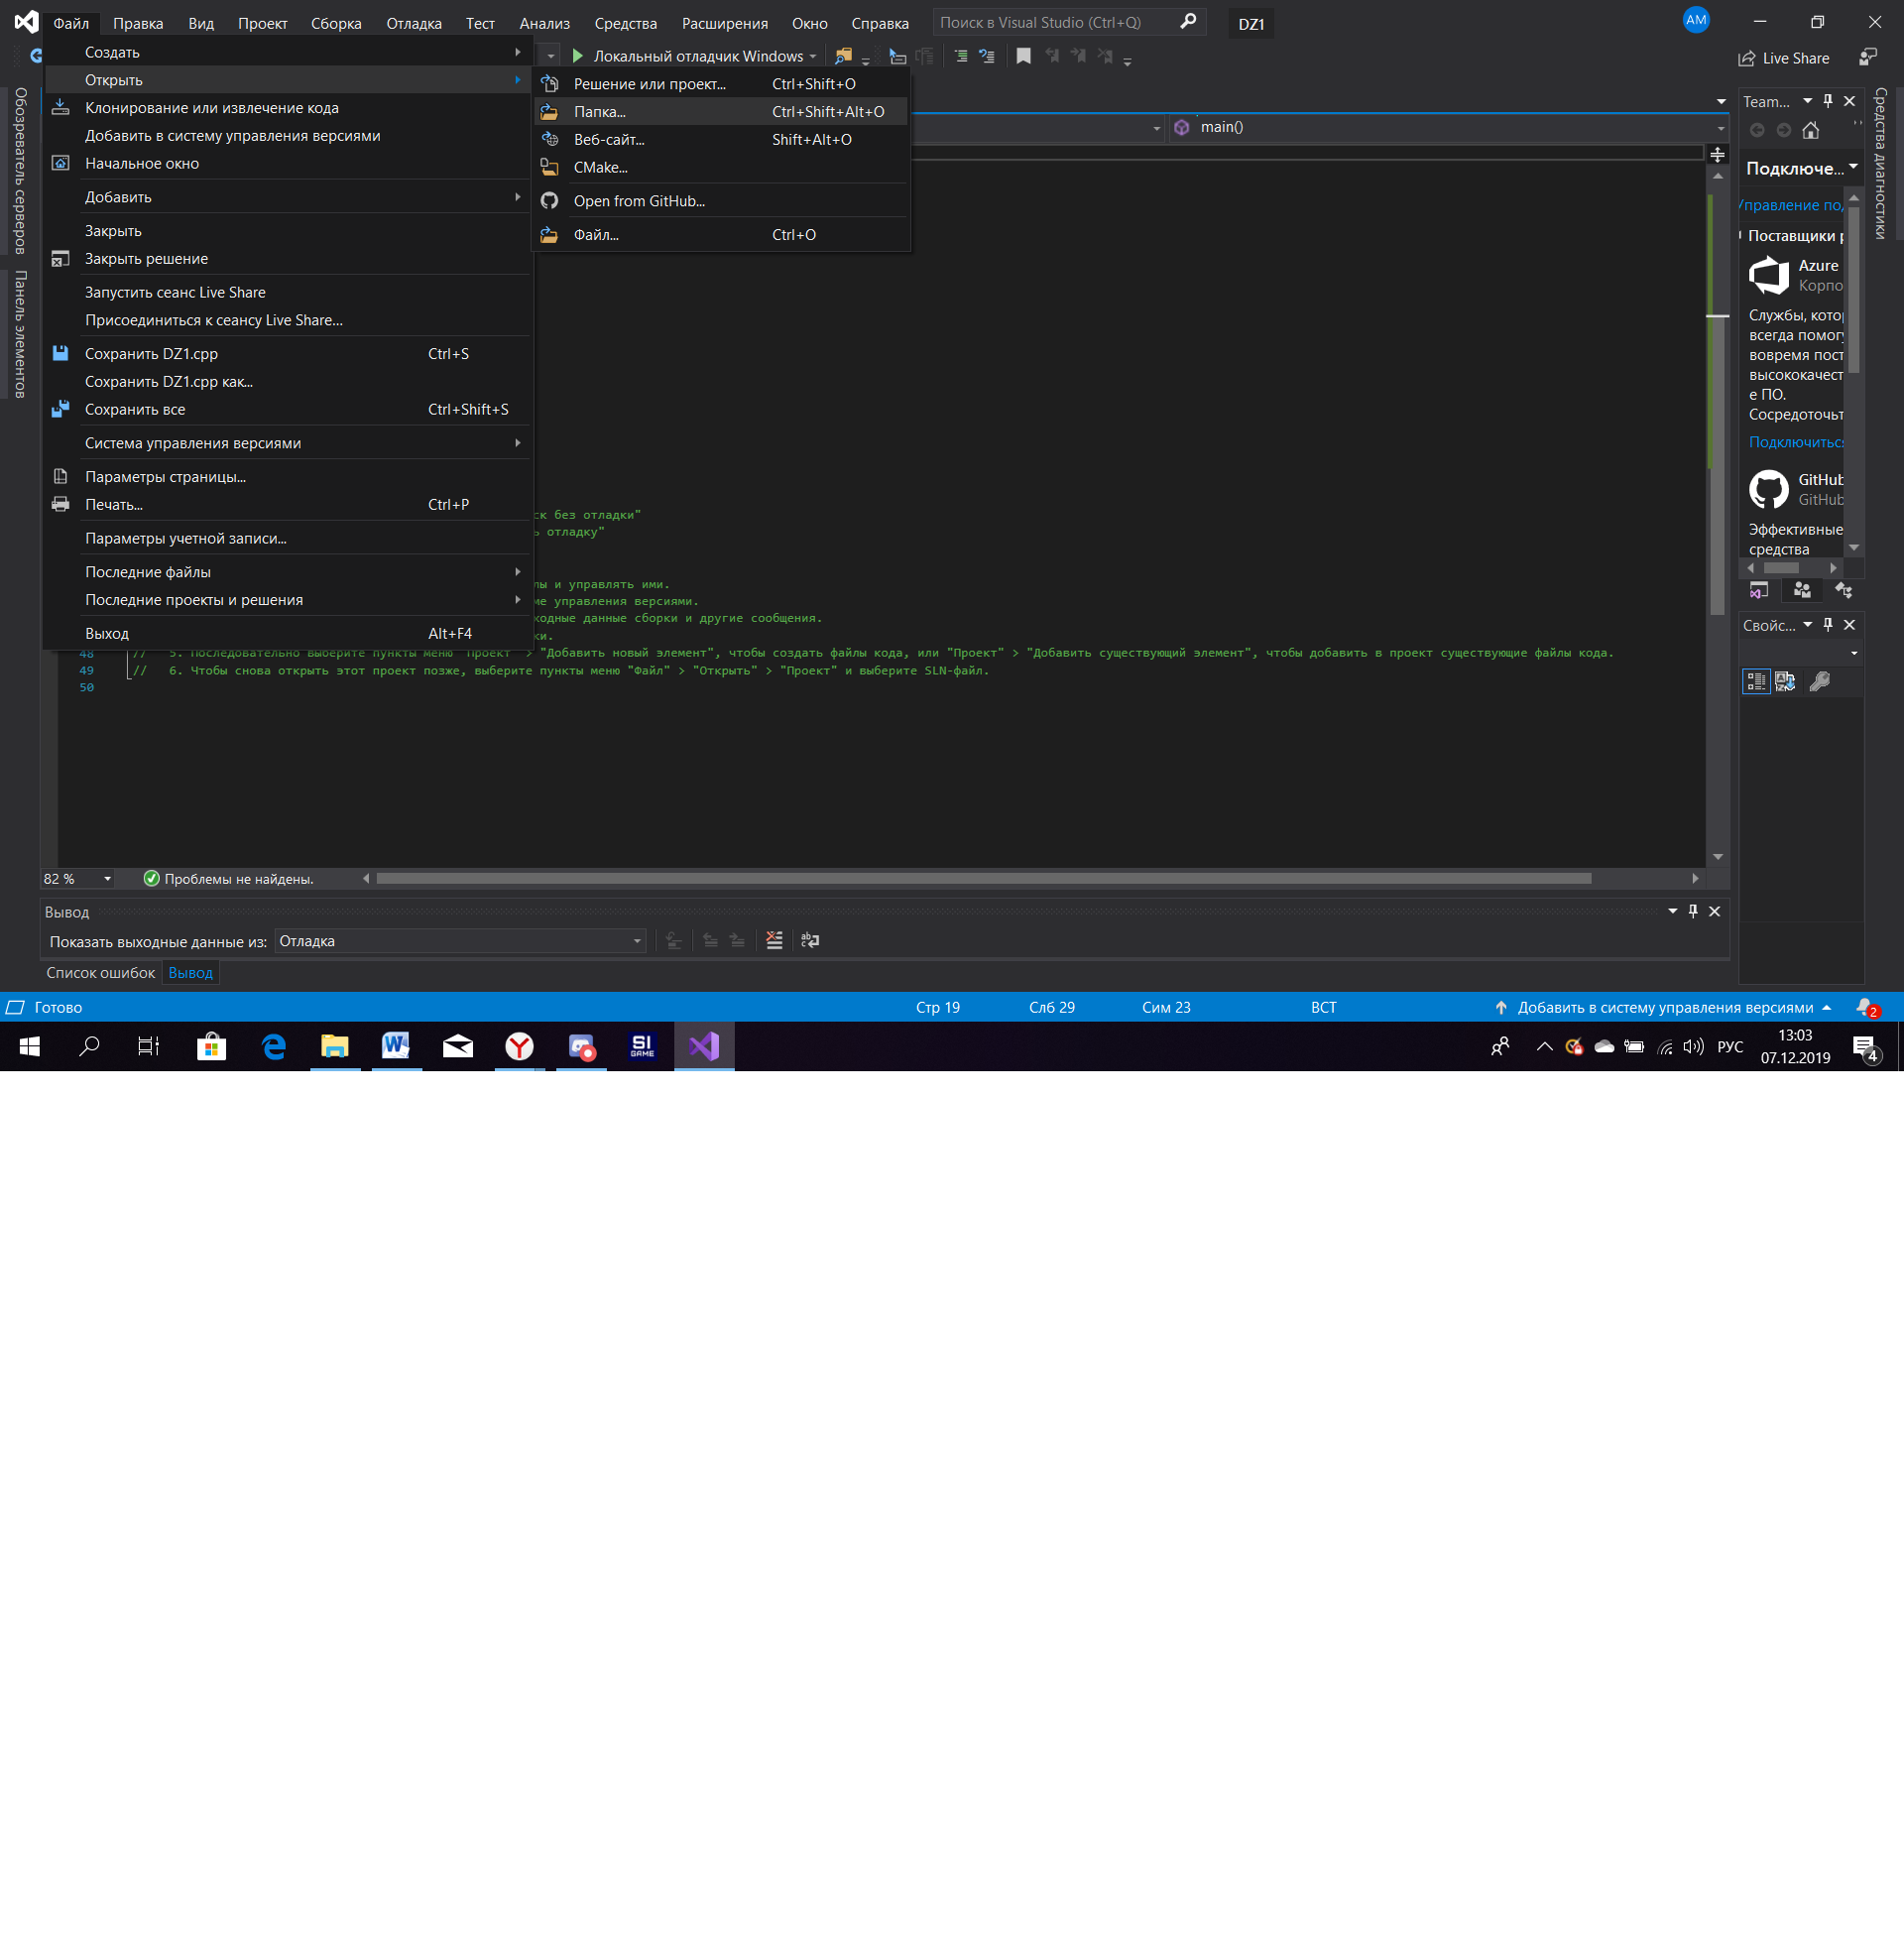 Файл Правка Вид Проект Сборка Отладка Тест Анализ Средства Расширения Окно Справка Поиск в Visual Studio (Ctrl+Q) DZ1 AM
Локальный отладчик Windows Live Share
Создать
Открыть
Клонирование или извлечение кода
Добавить в систему управления версиями
Начальное окно
Добавить
Закрыть
Закрыть решение
Запустить сеанс Live Share
Присоединиться к сеансу Live Share...
Сохранить DZ1.cpp Ctrl+S
Сохранить DZ1.cpp как...
Сохранить все Ctrl+Shift+S
Система управления версиями
Параметры страницы...
Печать... Ctrl+P
Параметры учетной записи...
Последние файлы
Последние проекты и решения
Выход Alt+F4
Решение или проект... Ctrl+Shift+O
Папка... Ctrl+Shift+Alt+O
Веб-сайт... Shift+Alt+O
CMake...
Open from GitHub...
Файл... Ctrl+O
main()
Обозреватель серверов
Панель элементов
ск без отладки"
ь отладку"
лы и управлять ими.
ме управления версиями.
ходные данные сборки и другие сообщения.
ки.
48 // 5. Последовательно выберите пункты меню "Проект" > "Добавить новый элемент", чтобы создать файлы кода, или "Проект" > "Добавить существующий элемент", чтобы добавить в проект существующие файлы кода.
49 // 6. Чтобы снова открыть этот проект позже, выберите пункты меню "Файл" > "Открыть" > "Проект" и выберите SLN-файл.
50
82 % Проблемы не найдены.
Вывод
Показать выходные данные из: Отладка
Список ошибок Вывод
Team...
Подключе...
Управление по
Поставщики
Azure
Корпо
Службы, кото
всегда помог
вовремя пост
высококачест
е ПО.
Сосредоточьт
Подключитьс
GitHub
GitHub
Эффективные
средства
Свойс...
Средства диагностики
Готово Стр 19 Слб 29 Сим 23 ВСТ Добавить в систему управления версиями 2
SI
GAME
РУС
13:03
07.12.2019
4